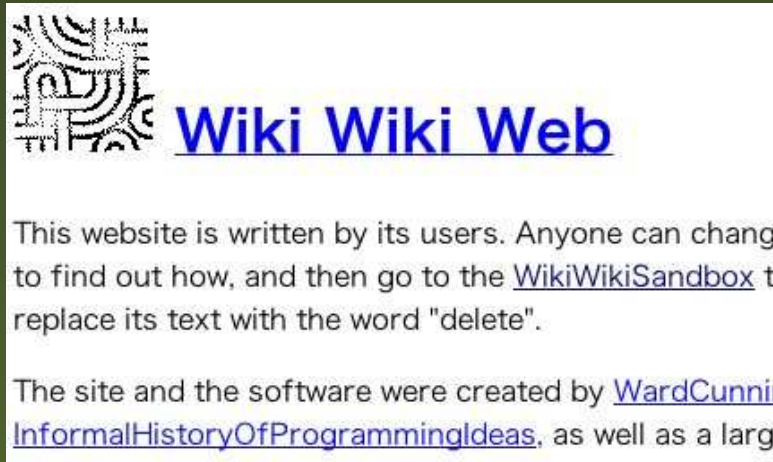 Wiki Wiki Web
This website is written by its users. Anyone can chang
to find out how, and then go to the WikiWikiSandbox t
replace its text with the word "delete".
The site and the software were created by WardCunni
InformalHistoryOfProgrammingIdeas, as well as a larg